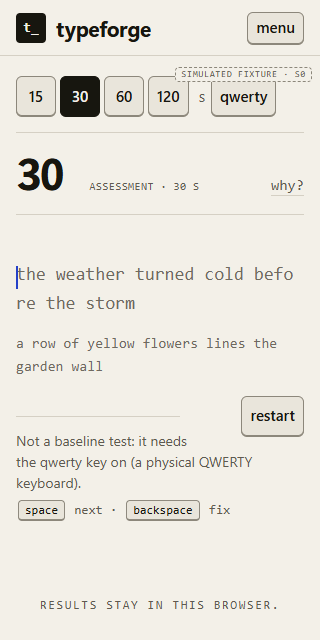 t_ typeforge menu
SIMULATED FIXTURE · S0
15 30 60 120 s qwerty
30 ASSESSMENT · 30 S why?
the weather turned cold befo
re the storm
a row of yellow flowers lines the
garden wall
restart
Not a baseline test: it needs
the qwerty key on (a physical QWERTY
keyboard).
space next · backspace fix
RESULTS STAY IN THIS BROWSER.